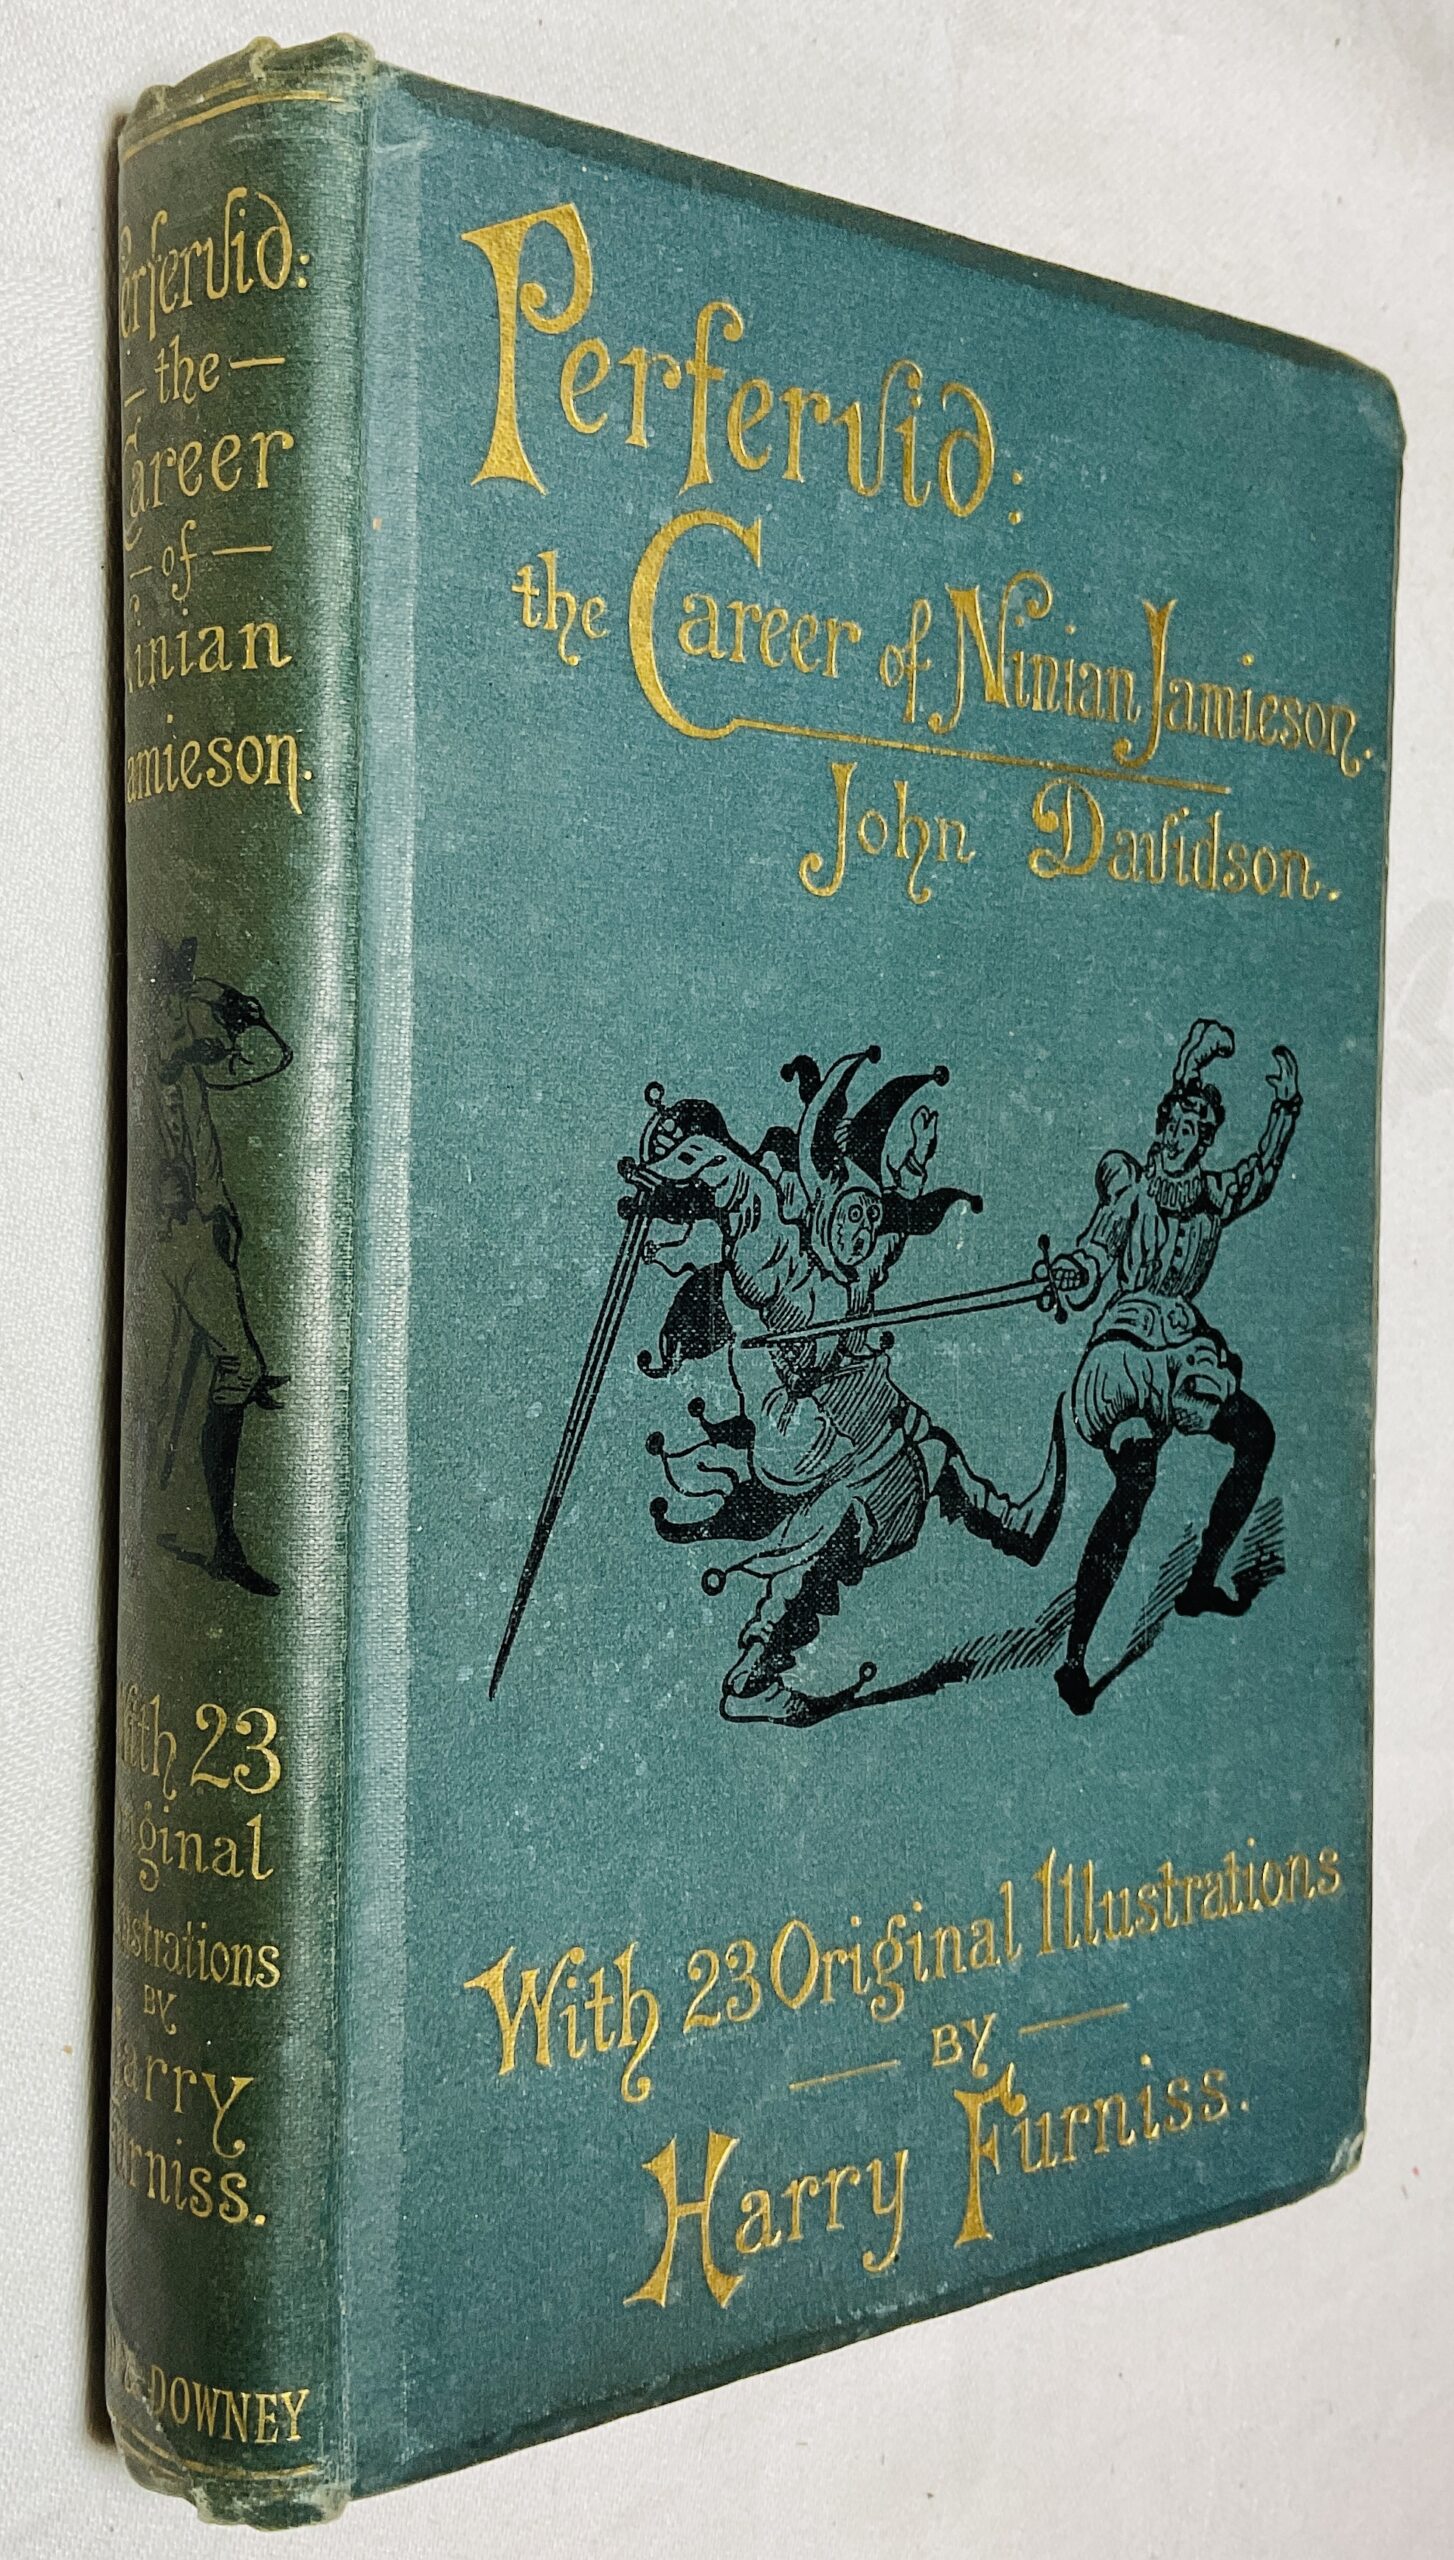 Perfervid:
the
Career
of
Ninian
Jamieson.
With 23
Original
Illustrations
BY
Harry
Furniss.
DOWNEY
Perfervid:
the Career of Ninian Jamieson.
John Davidson.
With 23 Original Illustrations
BY
Harry Furniss.